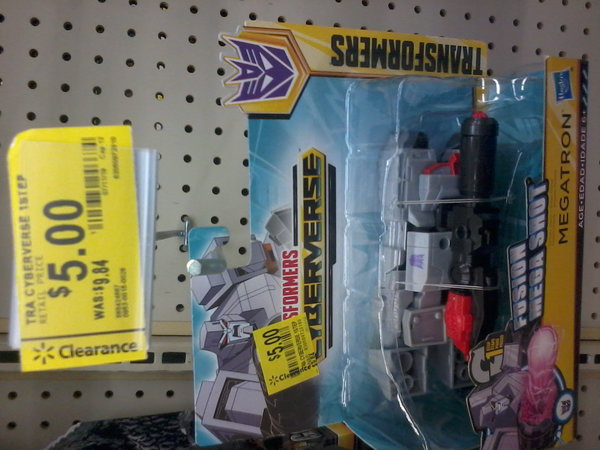 TRA CYBERVERSE 1STEP
RETAIL PRICE
$5.00
WAS:$9.84
Clearance
TRANSFORMERS
SFORMERS
CYBERVERSE
$5.00
Clearance
Hasbro
MEGATRON
AGE•EDAD•IDADE 6+
FUSION
MEGA SHOT